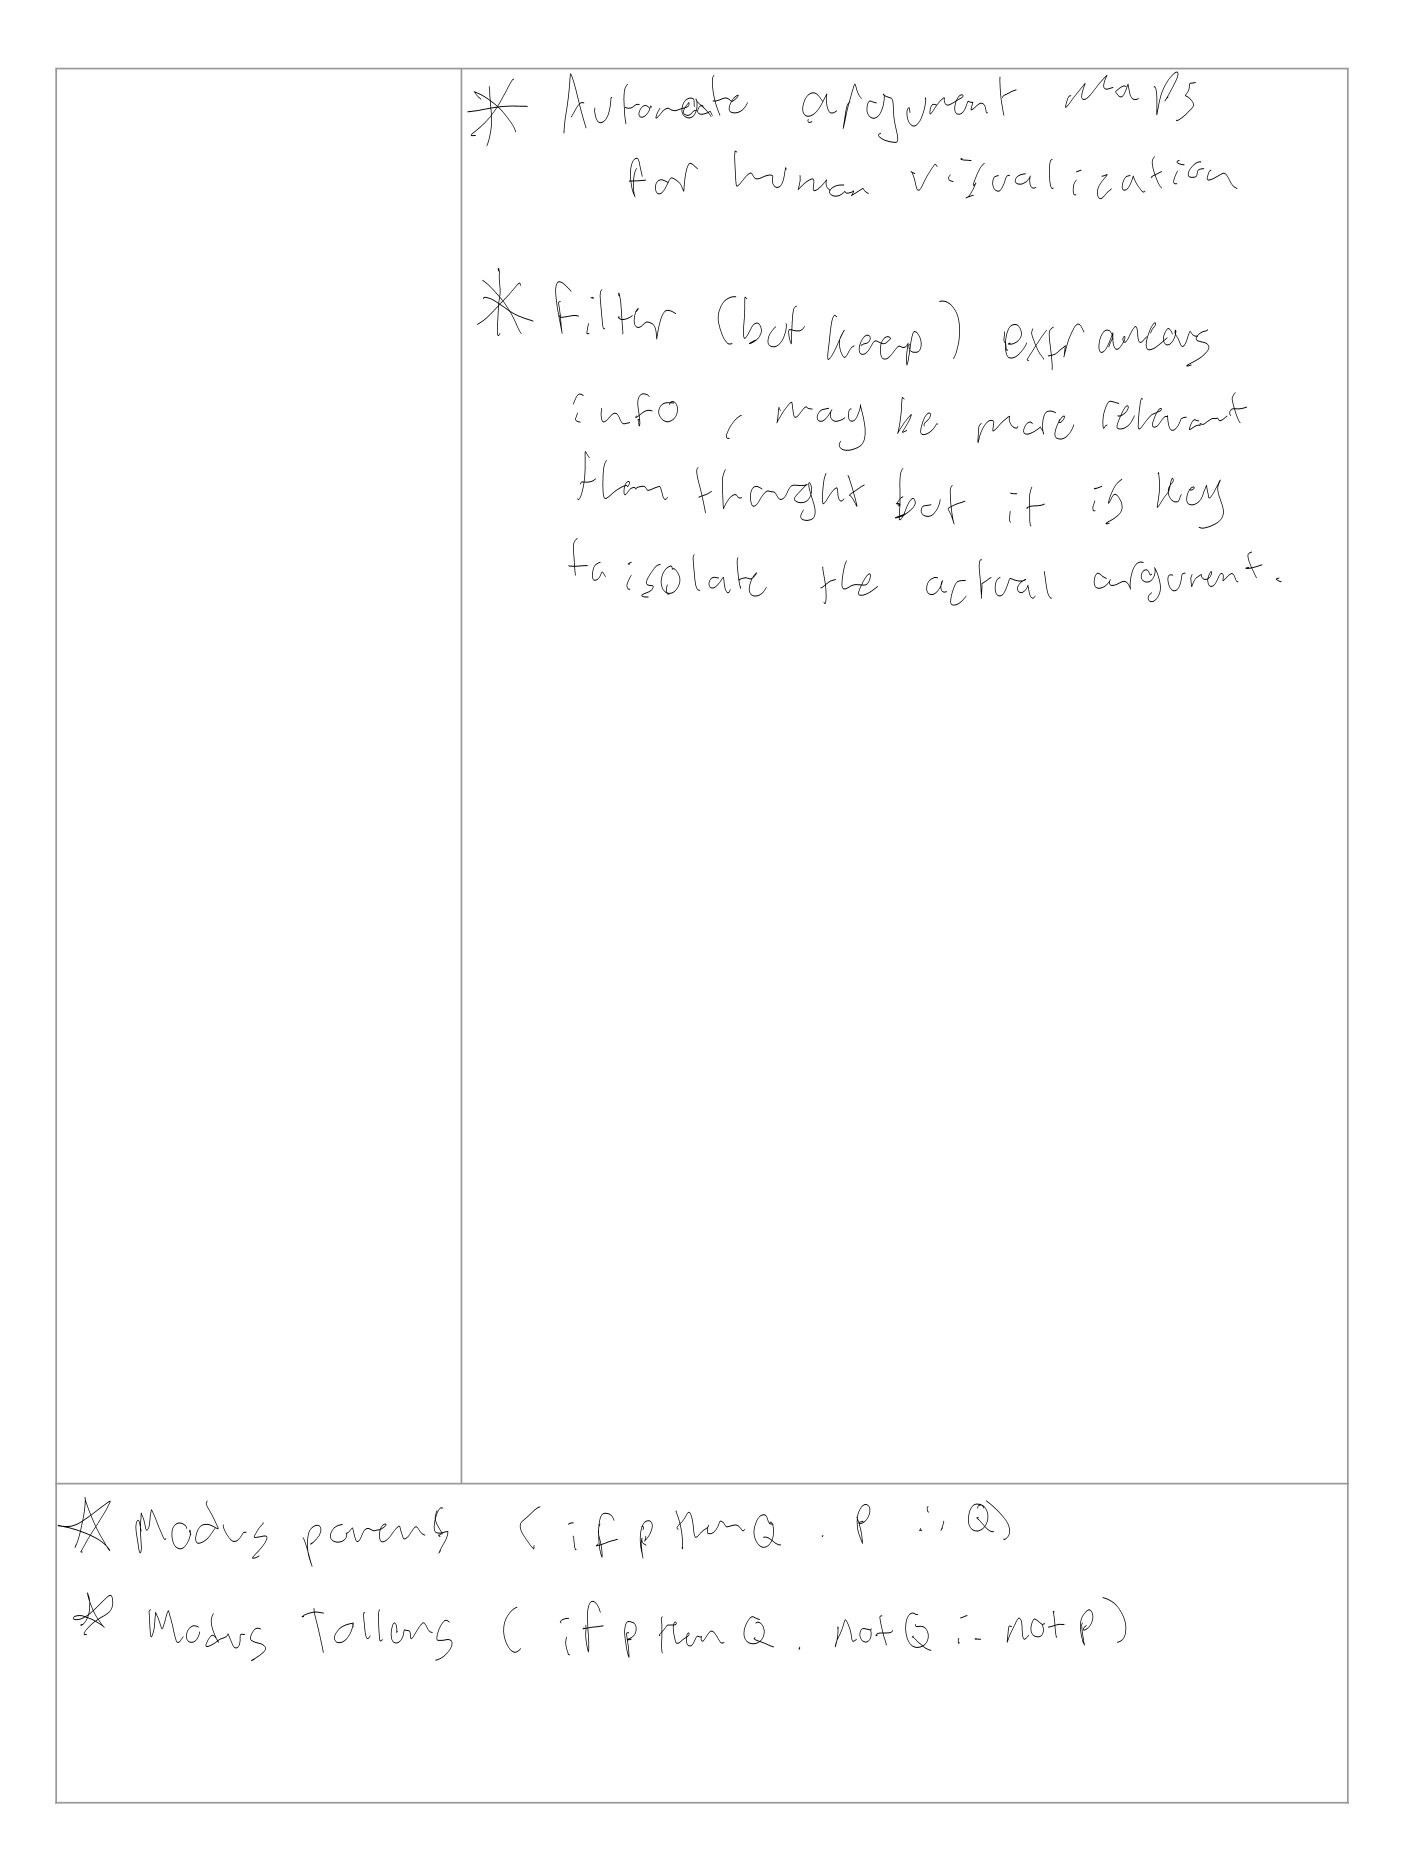 * Automate argument maps
for human visualization
* Filter (but keep) extraneous
info, may be more relevant
than thought but it is key
to isolate the actual argument.
* Modus ponens (if p then Q. P ∴ Q)
* Modus Tollens (if p then Q. not Q ∴ not p)